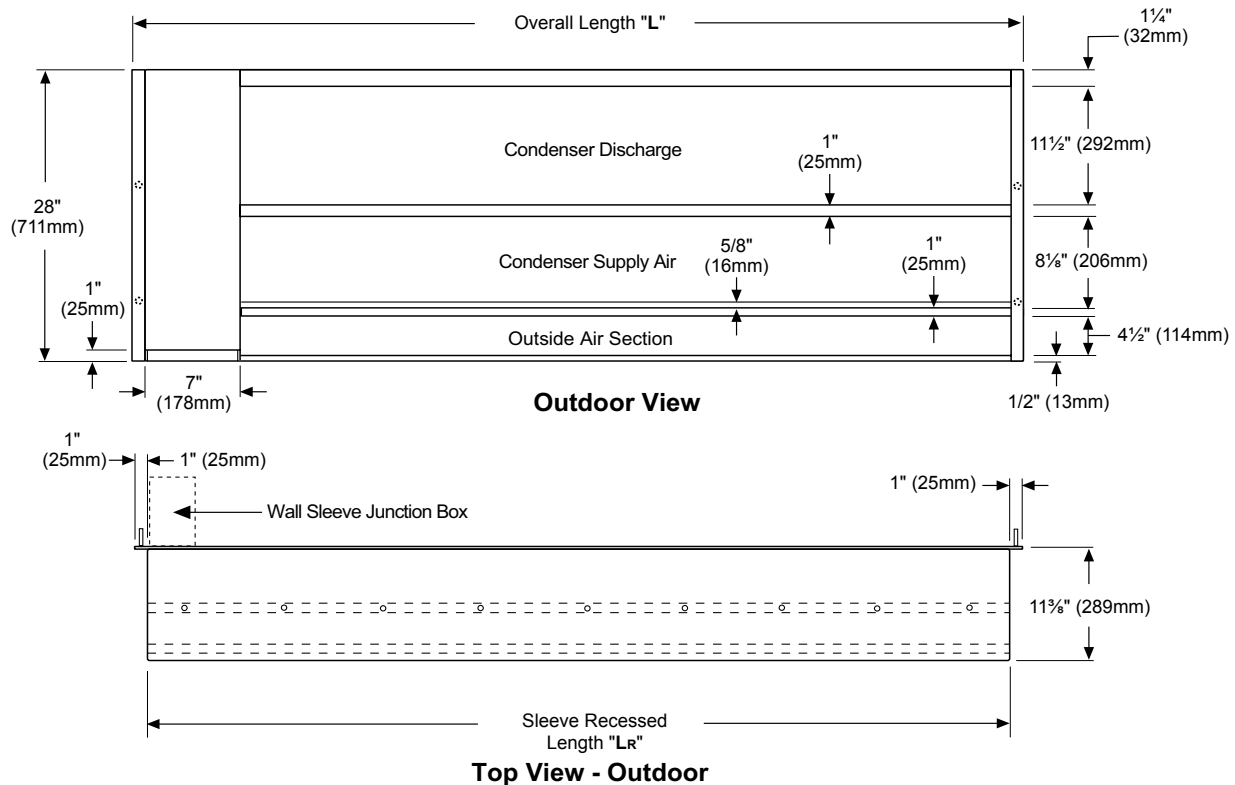 Overall Length "L"
1¼"
(32mm)
Condenser Discharge
1"
(25mm)
11½" (292mm)
28"
(711mm)
Condenser Supply Air
5/8"
(16mm)
1"
(25mm)
8⅛" (206mm)
1"
(25mm)
Outside Air Section
4½" (114mm)
7"
(178mm)
Outdoor View
1/2" (13mm)
1"
(25mm)
1" (25mm)
1" (25mm)
Wall Sleeve Junction Box
11⅜" (289mm)
Sleeve Recessed
Length "LR"
Top View - Outdoor